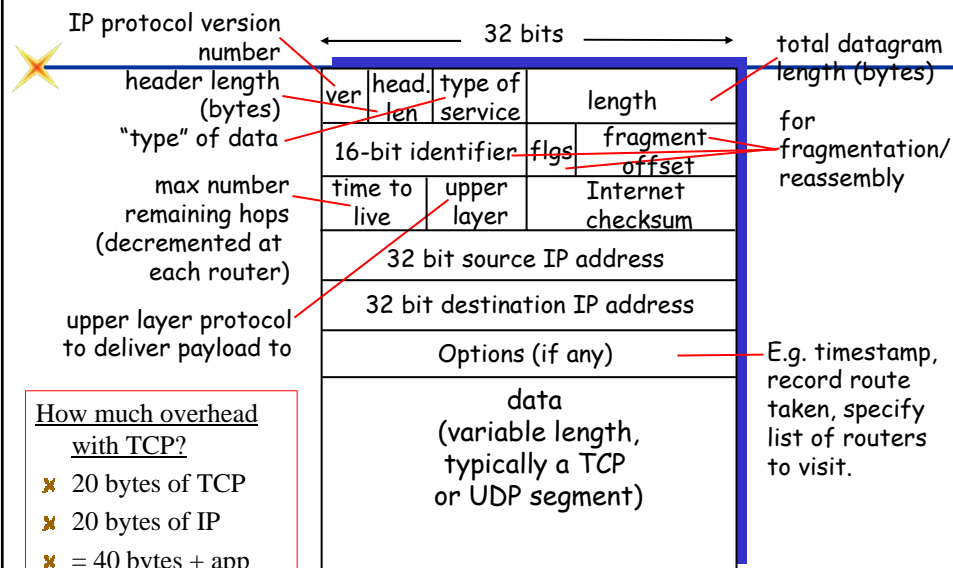 IP protocol version
number
header length
(bytes)
“type” of data
max number
remaining hops
(decremented at
each router)
upper layer protocol
to deliver payload to
How much overhead
with TCP?
20 bytes of TCP
20 bytes of IP
= 40 bytes + app
32 bits
ver
head.
len
type of
service
length
16-bit identifier
flgs
fragment
offset
time to
live
upper
layer
Internet
checksum
32 bit source IP address
32 bit destination IP address
Options (if any)
data
(variable length,
typically a TCP
or UDP segment)
total datagram
length (bytes)
for
fragmentation/
reassembly
E.g. timestamp,
record route
taken, specify
list of routers
to visit.